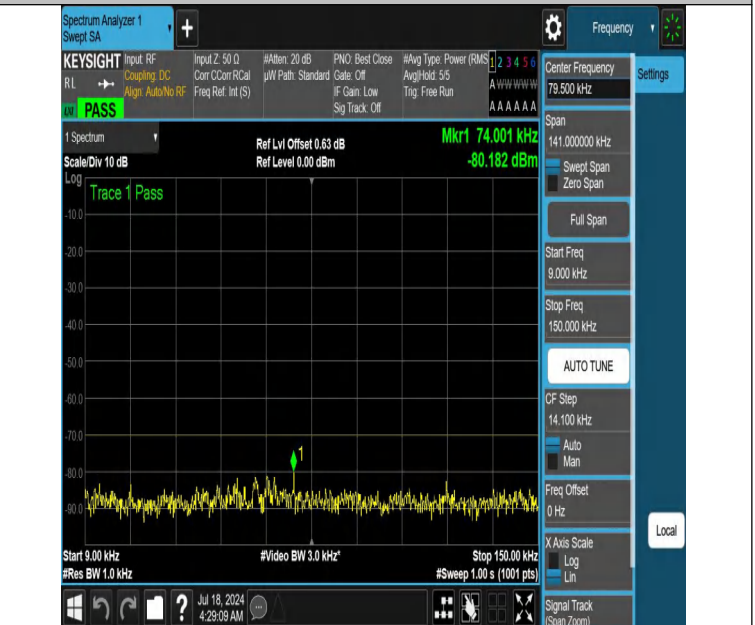 Spectrum Analyzer 1
Swept SA
+
Frequency
KEYSIGHT
RL
PASS
Input: RF
Coupling: DC
Align: Auto/No RF
Input Z: 50 Ω
Corr CCorr RCal
Freq Ref: Int (S)
#Atten: 20 dB
µW Path: Standard
PNO: Best Close
Gate: Off
IF Gain: Low
Sig Track: Off
#Avg Type: Power (RMS
Avg|Hold: 5/5
Trig: Free Run
1 2 3 4 5 6
A W W W W W
A A A A A A
1 Spectrum
Scale/Div 10 dB
Ref Lvl Offset 0.63 dB
Ref Level 0.00 dBm
Mkr1 74.001 kHz
-80.182 dBm
Log
Trace 1 Pass
-10.0
-20.0
-30.0
-40.0
-50.0
-60.0
-70.0
-80.0
-90.0
1
Start 9.00 kHz
#Res BW 1.0 kHz
#Video BW 3.0 kHz*
Stop 150.00 kHz
#Sweep 1.00 s (1001 pts)
?
Jul 18, 2024
4:29:09 AM
Center Frequency
79.500 kHz
Settings
Span
141.000000 kHz
Swept Span
Zero Span
Full Span
Start Freq
9.000 kHz
Stop Freq
150.000 kHz
AUTO TUNE
CF Step
14.100 kHz
Auto
Man
Freq Offset
0 Hz
X Axis Scale
Log
Lin
Local
Signal Track
(Span Zoom)